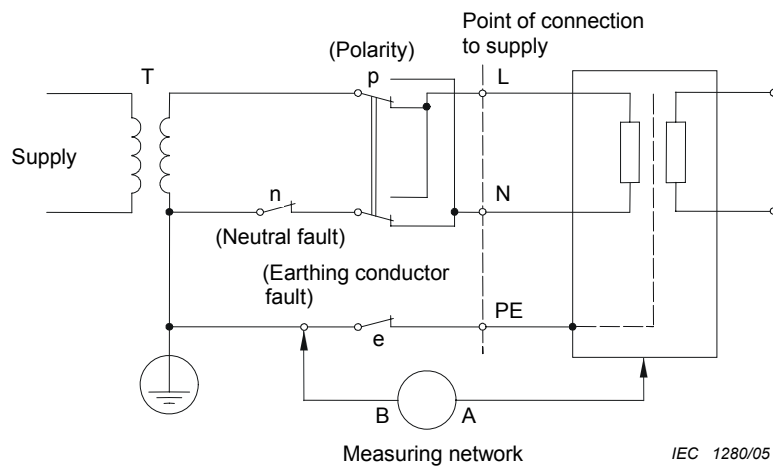 Point of connection
to supply
(Polarity)
T
p
L
Supply
n
N
(Neutral fault)
(Earthing conductor
fault)
PE
e
B
A
Measuring network
IEC 1280/05